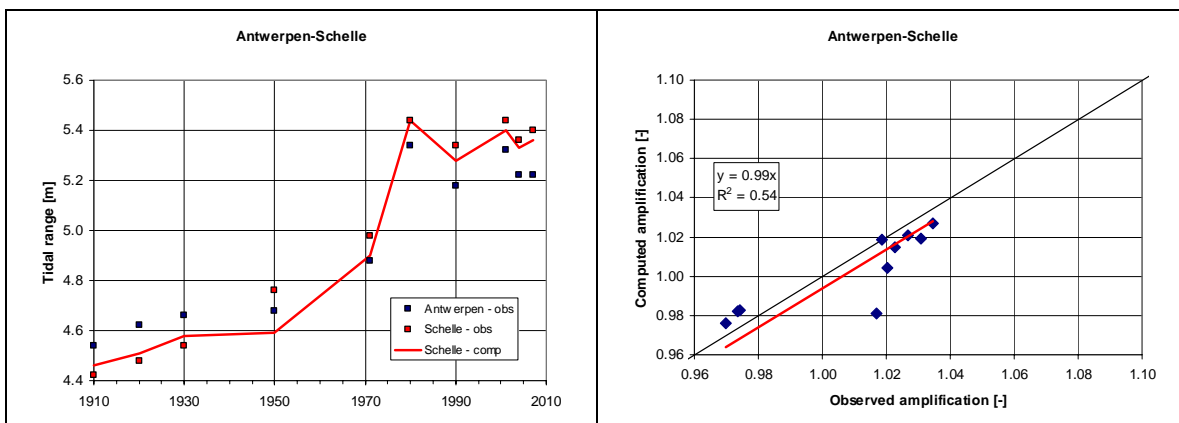 Antwerpen-Schelle
Tidal range [m]
5.6
5.4
5.2
5.0
4.8
4.6
4.4
1910
1930
1950
1970
1990
2010
Antwerpen - obs
Schelle - obs
Schelle - comp
Antwerpen-Schelle
Computed amplification [-]
1.10
1.08
1.06
1.04
1.02
1.00
0.98
0.96
y = 0.99x
R² = 0.54
0.96
0.98
1.00
1.02
1.04
1.06
1.08
1.10
Observed amplification [-]